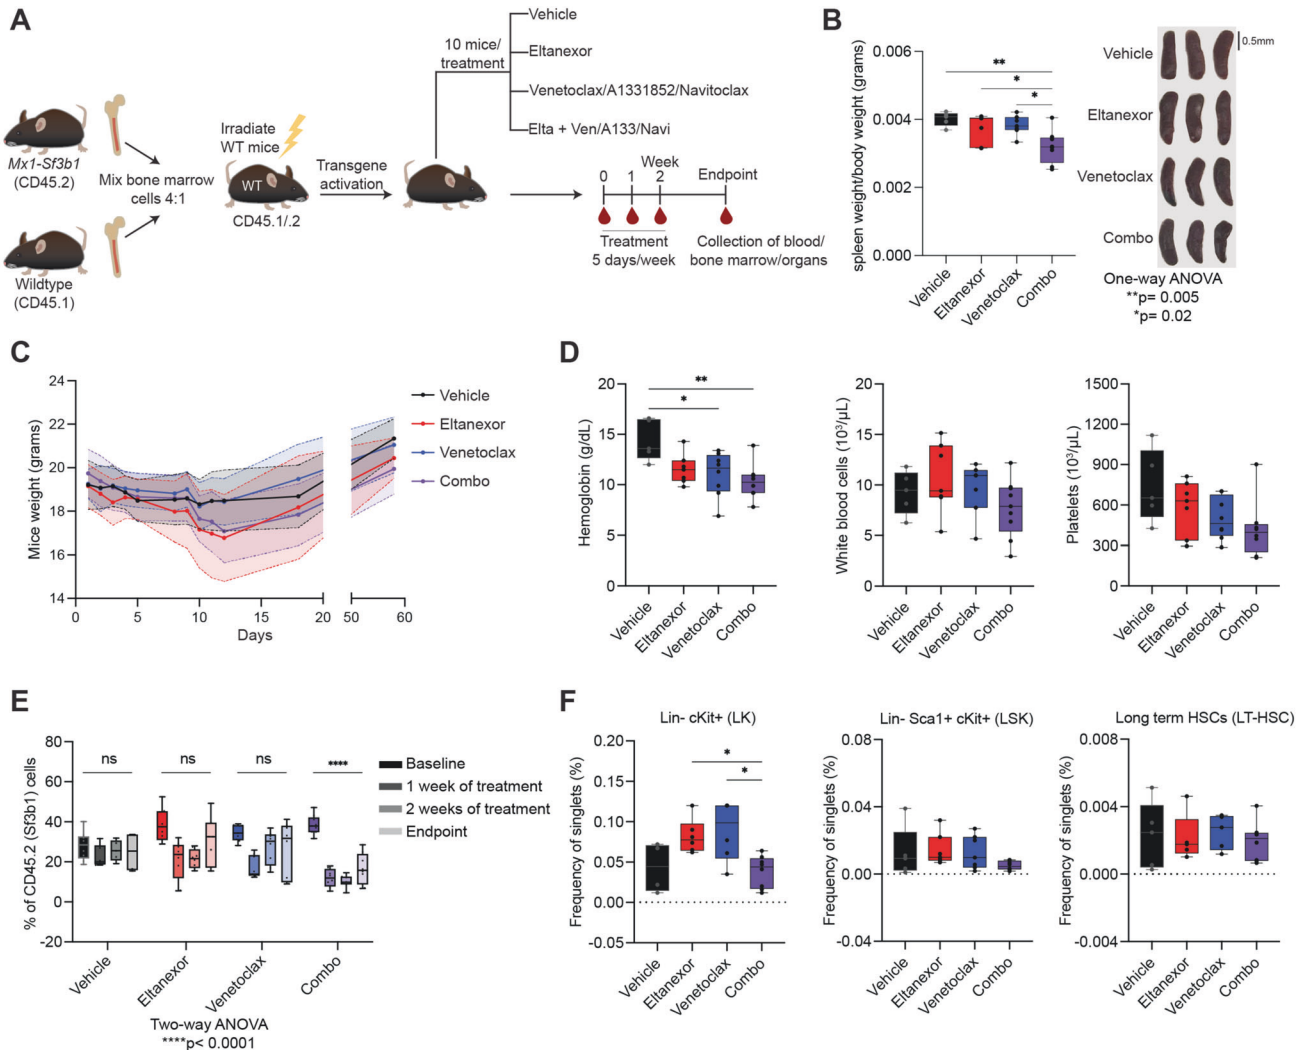 A
Mx1-Sf3b1
(CD45.2)
Wildtype
(CD45.1)
Mix bone marrow
cells 4:1
Irradiate
WT mice
WT
CD45.1/.2
Transgene
activation
10 mice/
treatment
Vehicle
Eltanexor
Venetoclax/A1331852/Navitoclax
Elta + Ven/A133/Navi
Week
0 1 2 Endpoint
Treatment
5 days/week
Collection of blood/
bone marrow/organs
B
spleen weight/body weight (grams)
0.006
0.004
0.002
0.000
**
*
*
Vehicle
Eltanexor
Venetoclax
Combo
Vehicle
Eltanexor
Venetoclax
Combo
0.5mm
One-way ANOVA
**p= 0.005
*p= 0.02
C
Mice weight (grams)
24
22
20
18
16
14
0 5 10 15 20 50 60
Days
Vehicle
Eltanexor
Venetoclax
Combo
D
Hemoglobin (g/dL)
20
15
10
5
0
**
*
Vehicle
Eltanexor
Venetoclax
Combo
White blood cells (10³/µL)
20
15
10
5
0
Vehicle
Eltanexor
Venetoclax
Combo
Platelets (10³/µL)
1500
1200
900
600
300
0
Vehicle
Eltanexor
Venetoclax
Combo
E
% of CD45.2 (Sf3b1) cells
80
60
40
20
0
-20
ns
ns
ns
****
Vehicle
Eltanexor
Venetoclax
Combo
Baseline
1 week of treatment
2 weeks of treatment
Endpoint
Two-way ANOVA
****p< 0.0001
F
Lin- cKit+ (LK)
Frequency of singlets (%)
0.20
0.15
0.10
0.05
0.00
-0.05
*
*
Vehicle
Eltanexor
Venetoclax
Combo
Lin- Sca1+ cKit+ (LSK)
Frequency of singlets (%)
0.08
0.04
0.00
-0.04
Vehicle
Eltanexor
Venetoclax
Combo
Long term HSCs (LT-HSC)
Frequency of singlets (%)
0.008
0.004
0.000
-0.004
Vehicle
Eltanexor
Venetoclax
Combo